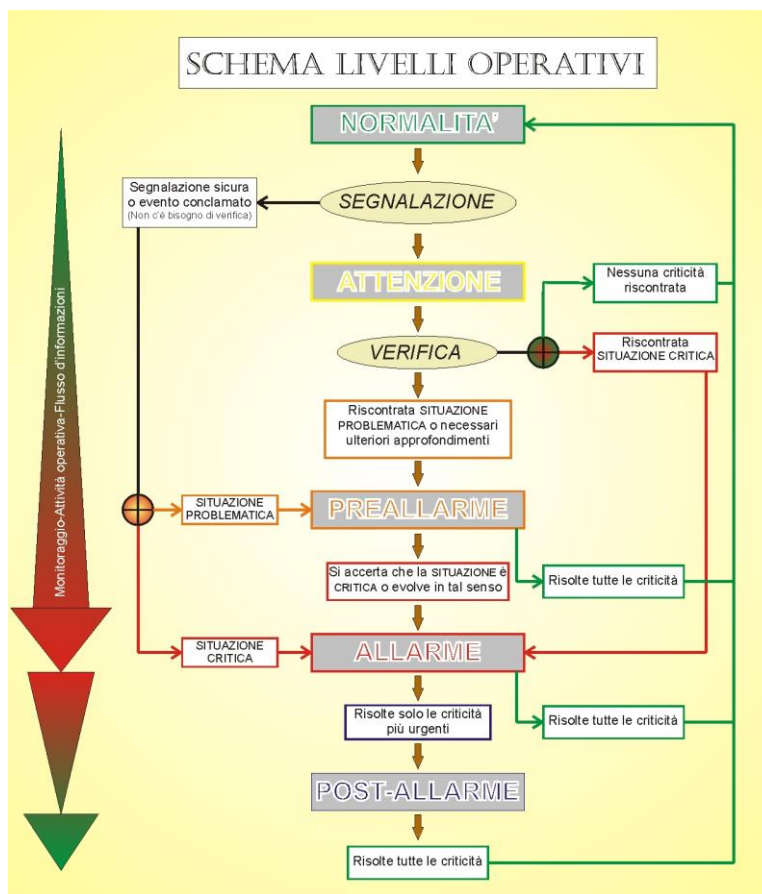 SCHEMA LIVELLI OPERATIVI
NORMALITA'
Segnalazione sicura
o evento conclamato
(Non c'è bisogno di verifica)
SEGNALAZIONE
ATTENZIONE
Nessuna criticità
riscontrata
VERIFICA
Riscontrata
SITUAZIONE CRITICA
Riscontrata SITUAZIONE
PROBLEMATICA o necessari
ulteriori approfondimenti
Monitoraggio-Attività operativa-Flusso d'informazioni
SITUAZIONE
PROBLEMATICA
PREALLARME
Si accerta che la SITUAZIONE è
CRITICA o evolve in tal senso
Risolte tutte le criticità
SITUAZIONE
CRITICA
ALLARME
Risolte solo le criticità
più urgenti
Risolte tutte le criticità
POST-ALLARME
Risolte tutte le criticità